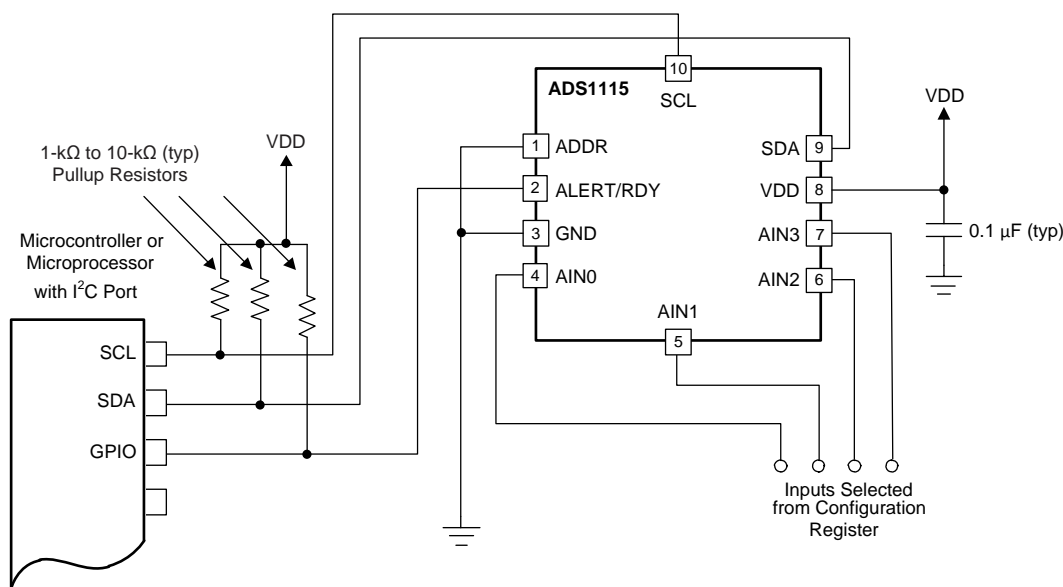 VDD
1-kΩ to 10-kΩ (typ)
Pullup Resistors
Microcontroller or
Microprocessor
with I²C Port
SCL
SDA
GPIO
10
ADS1115
SCL
1 ADDR
2 ALERT/RDY
3 GND
4 AIN0
AIN1
5
SDA 9
VDD 8
AIN3 7
AIN2 6
VDD
0.1 µF (typ)
Inputs Selected
from Configuration
Register